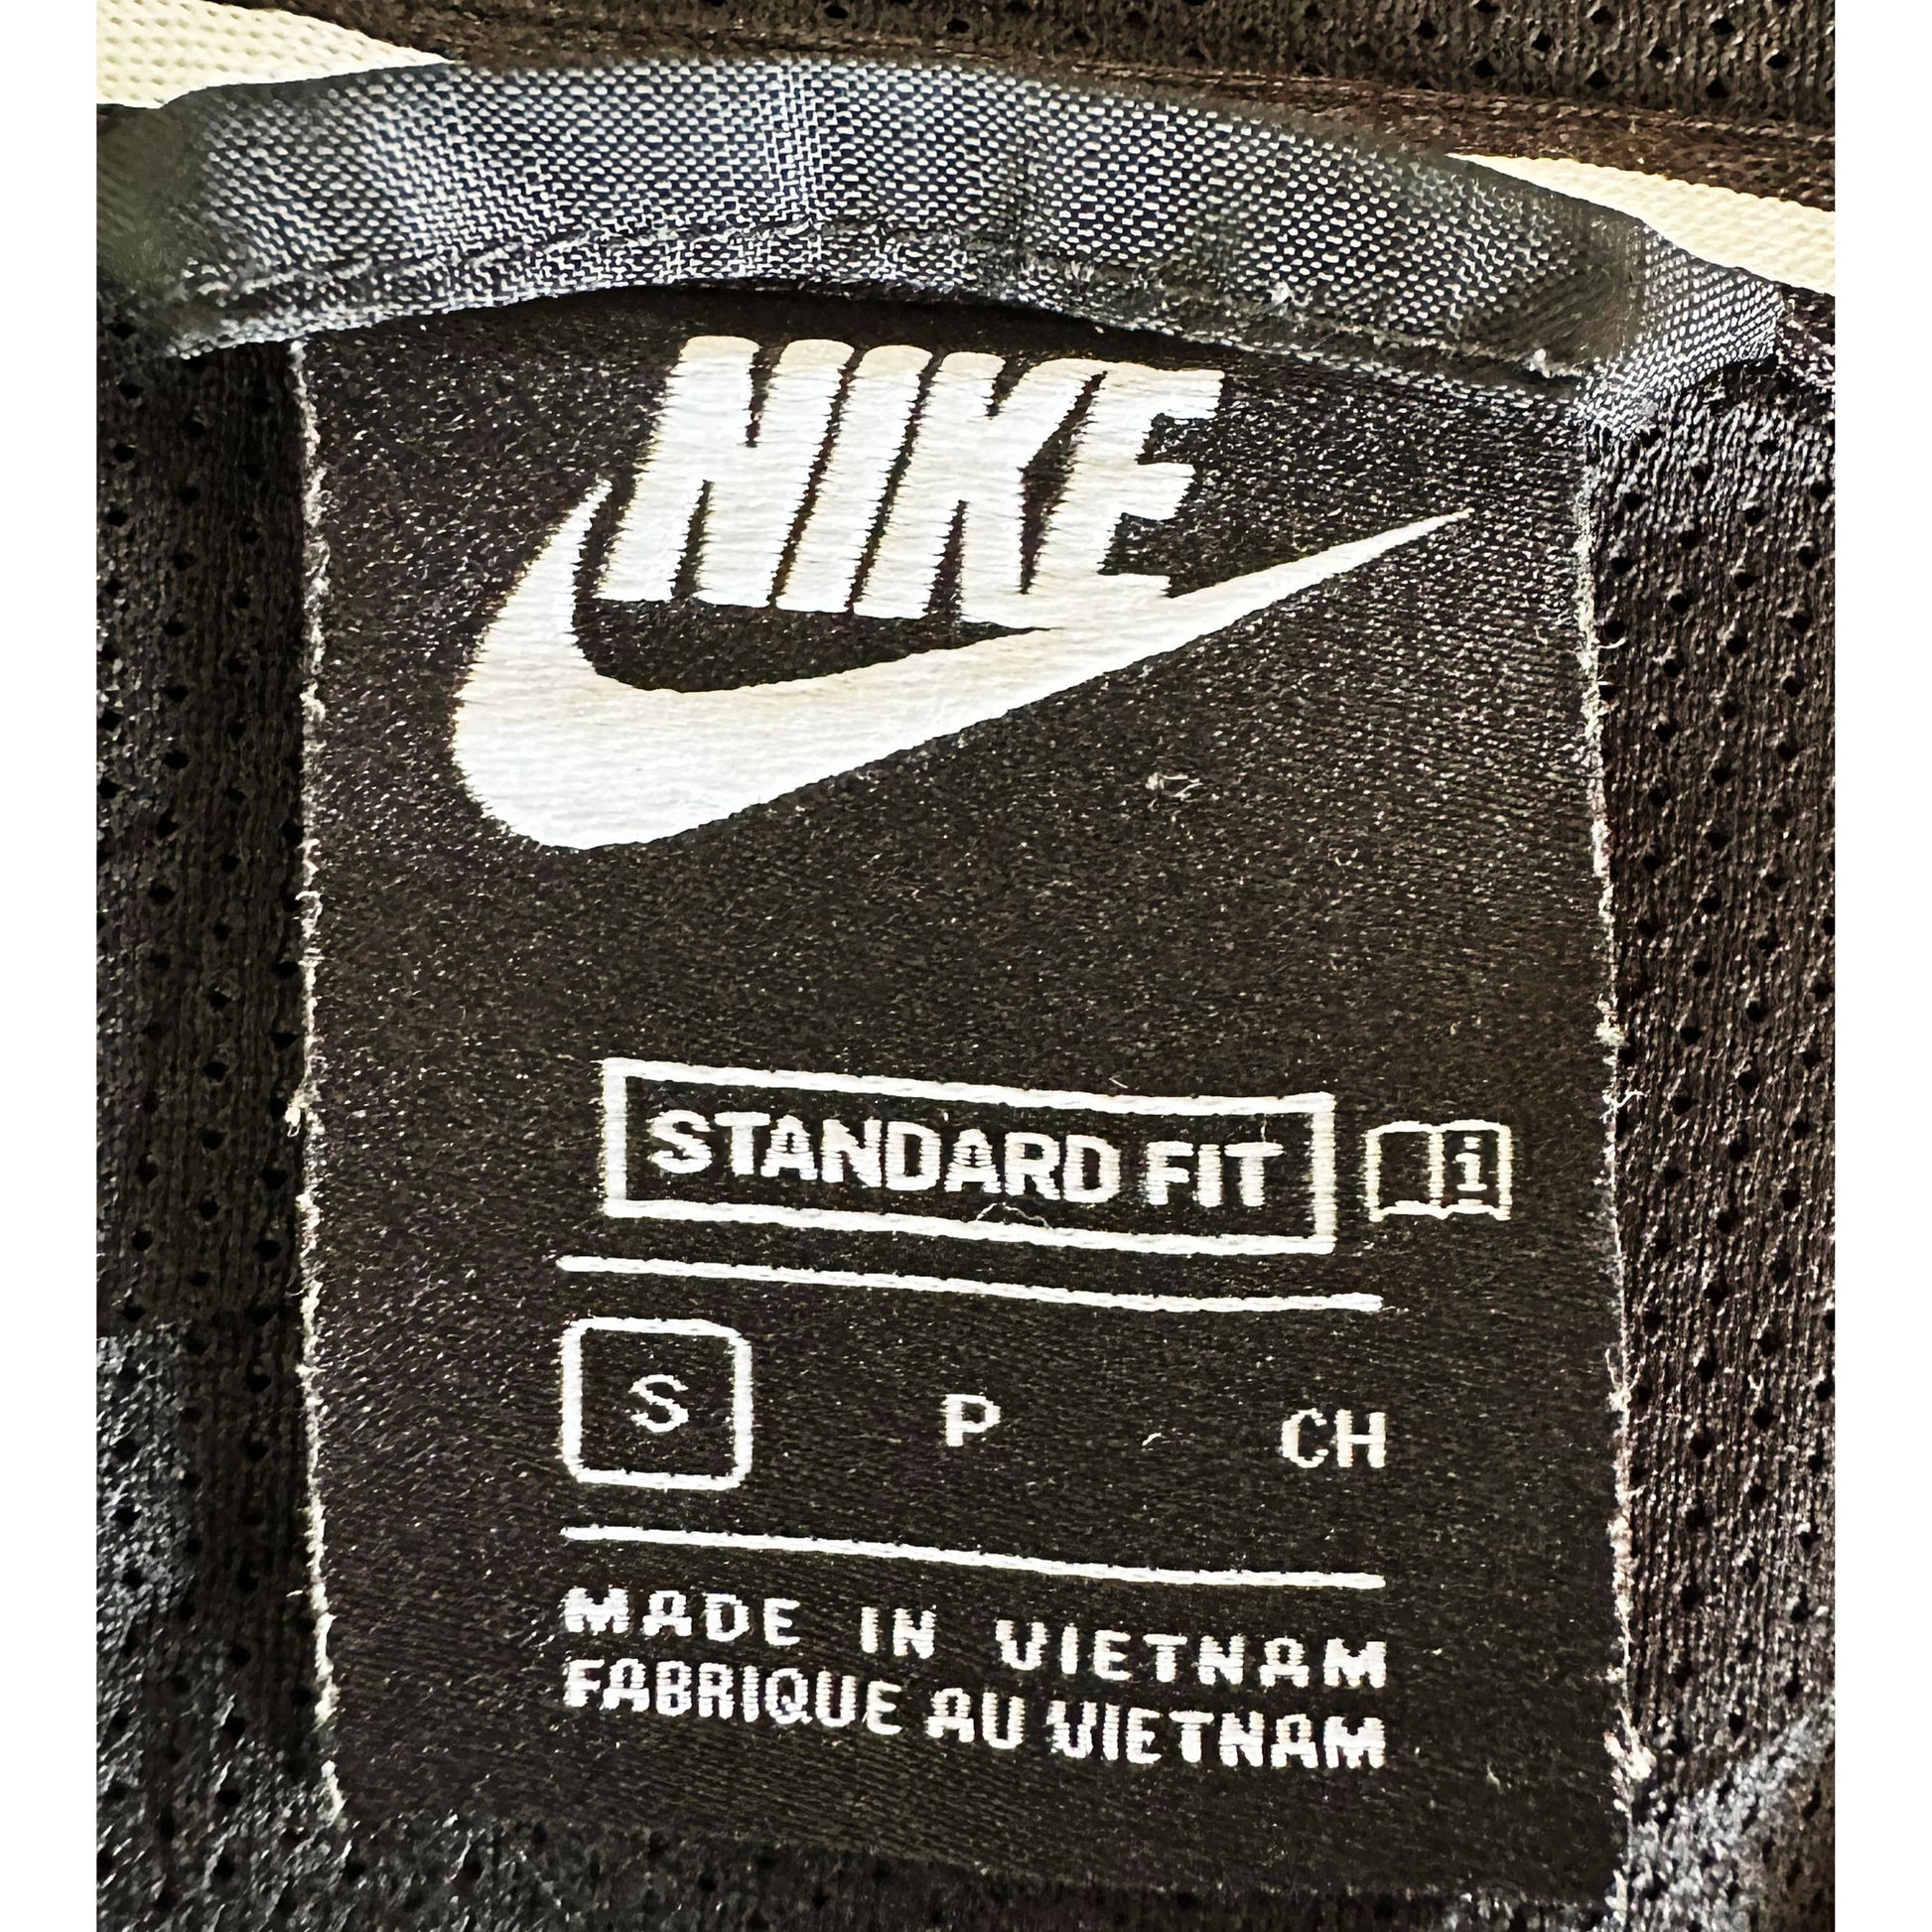 NIKE
STANDARD FIT i
S P CH
MADE IN VIETNAM
FABRIQUE AU VIETNAM